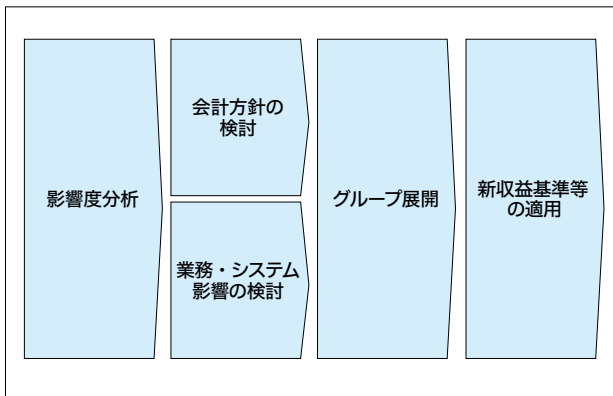 影響度分析
会計方針の
検討
業務・システム
影響の検討
グループ展開
新収益基準等
の適用